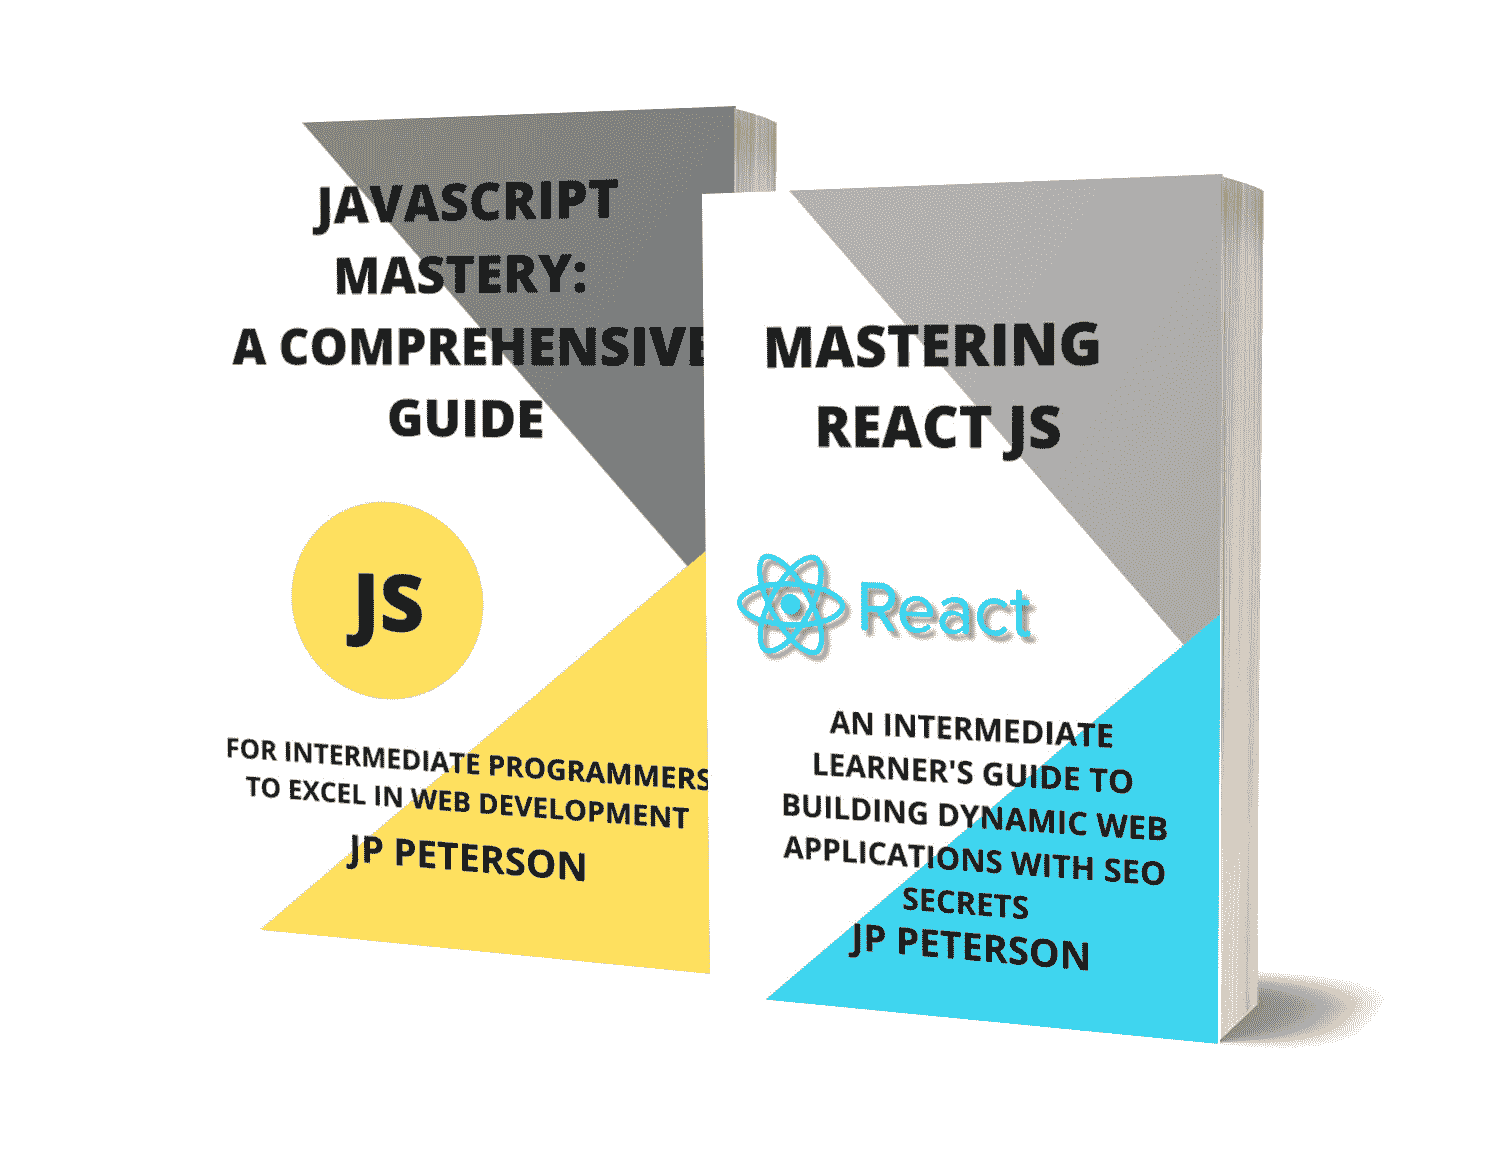 JAVASCRIPT
MASTERY:
A COMPREHENSIVE
GUIDE
JS
FOR INTERMEDIATE PROGRAMMERS
TO EXCEL IN WEB DEVELOPMENT
JP PETERSON
MASTERING
REACT JS
React
AN INTERMEDIATE
LEARNER'S GUIDE TO
BUILDING DYNAMIC WEB
APPLICATIONS WITH SEO
SECRETS
JP PETERSON